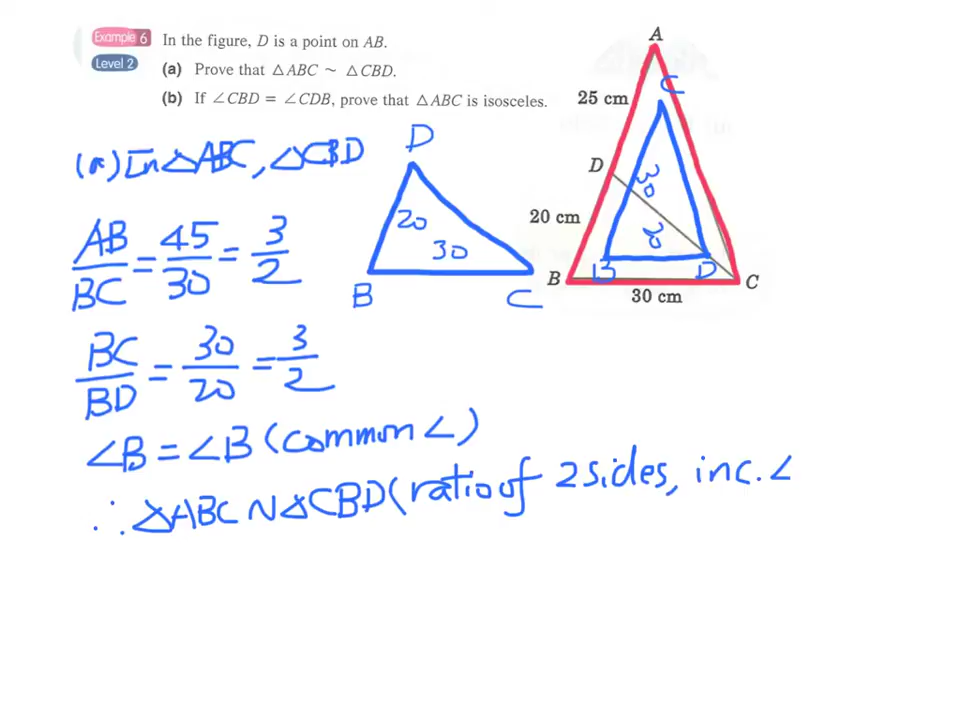 Example 6 In the figure, D is a point on AB.
Level 2 (a) Prove that △ABC ~ △CBD.
(b) If ∠CBD = ∠CDB, prove that △ABC is isosceles.
A
C
25 cm
D
30
20 cm
20
B
B
D
C
30 cm
D
20
30
B
C
(a) In △ABC, △CBD
AB/BC = 45/30 = 3/2
BC/BD = 30/20 = 3/2
∠B = ∠B (common ∠)
∴ △ABC ~ △CBD (ratio of 2 sides, inc. ∠